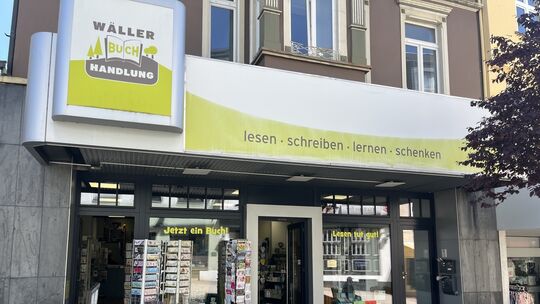 WÄLLER
BUCH
HANDLUNG
lesen · schreiben · lernen · schenken
Jetzt ein Buch!
Lesen tut gut!